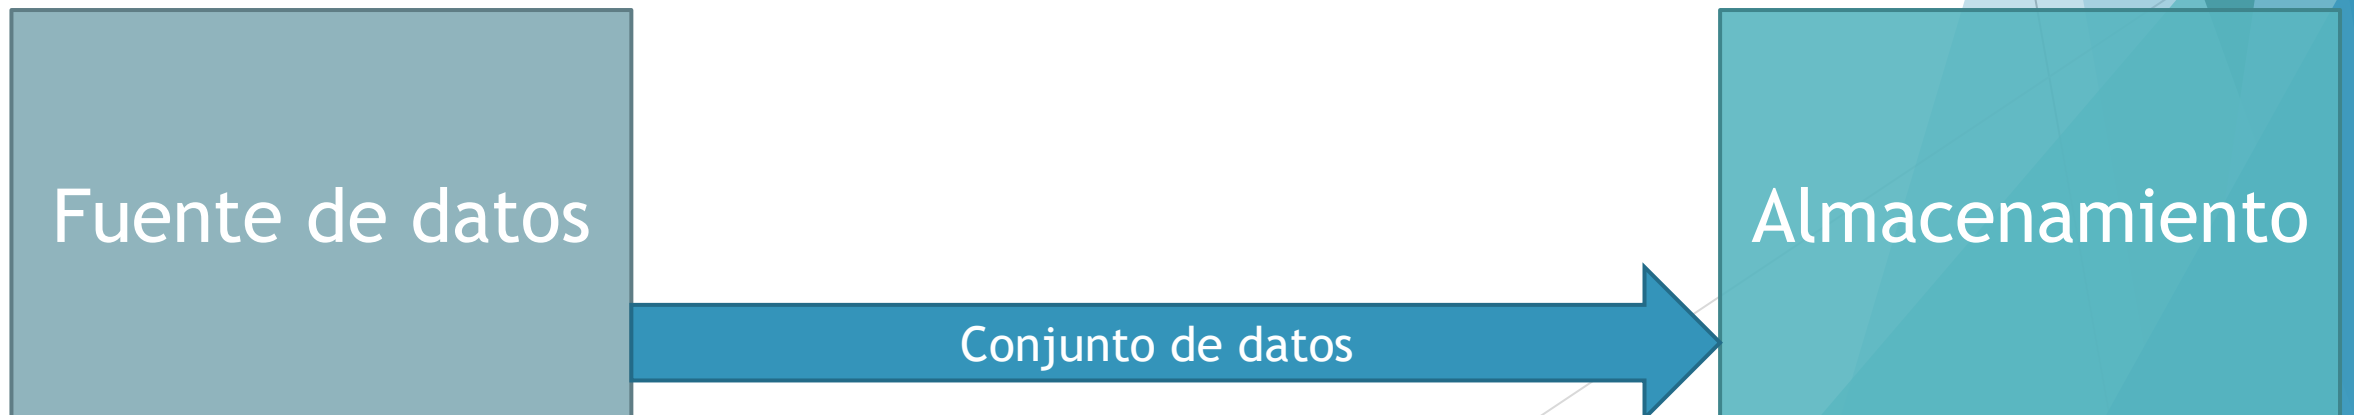 Fuente de datos
Almacenamiento
Conjunto de datos